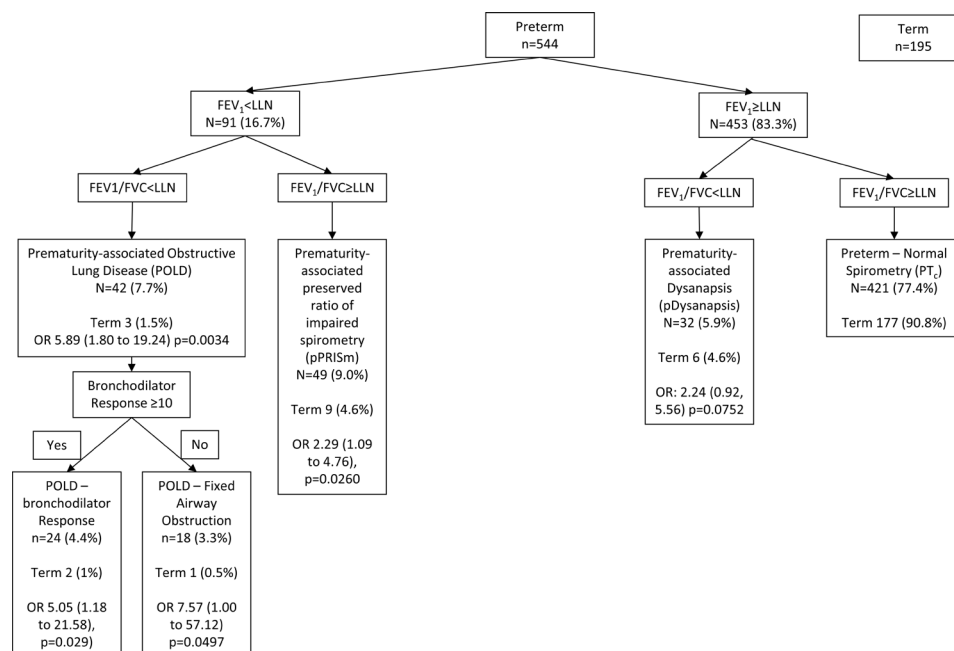 Preterm
n=544
Term
n=195
FEV₁<LLN
N=91 (16.7%)
FEV₁≥LLN
N=453 (83.3%)
FEV1/FVC<LLN
FEV₁/FVC≥LLN
FEV₁/FVC<LLN
FEV₁/FVC≥LLN
Prematurity-associated Obstructive
Lung Disease (POLD)
N=42 (7.7%)
Term 3 (1.5%)
OR 5.89 (1.80 to 19.24) p=0.0034
Prematurity-
associated
preserved
ratio of
impaired
spirometry
(pPRISm)
N=49 (9.0%)
Term 9 (4.6%)
OR 2.29 (1.09
to 4.76),
p=0.0260
Prematurity-
associated
Dysanapsis
(pDysanapsis)
N=32 (5.9%)
Term 6 (4.6%)
OR: 2.24 (0.92,
5.56) p=0.0752
Preterm – Normal
Spirometry (PT꜀)
N=421 (77.4%)
Term 177 (90.8%)
Bronchodilator
Response ≥10
Yes
No
POLD –
bronchodilator
Response
n=24 (4.4%)
Term 2 (1%)
OR 5.05 (1.18
to 21.58),
p=0.029)
POLD – Fixed
Airway
Obstruction
n=18 (3.3%)
Term 1 (0.5%)
OR 7.57 (1.00
to 57.12)
p=0.0497